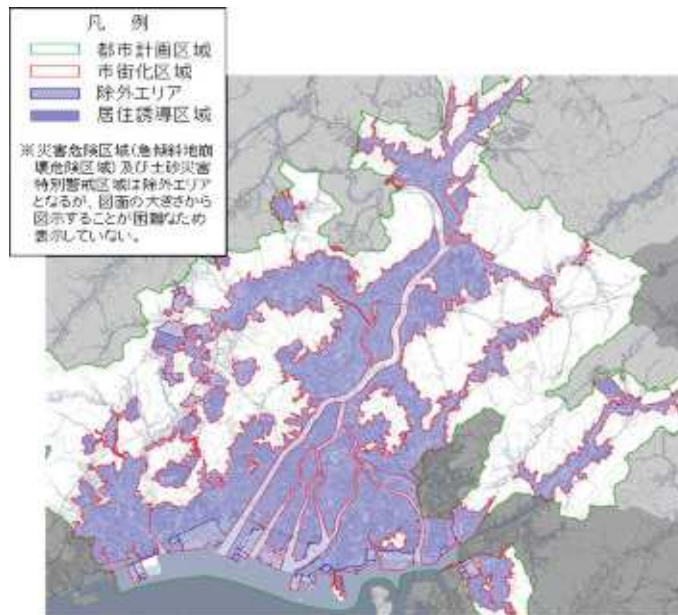 凡 例
都市計画区域
市街化区域
除外エリア
居住誘導区域
※災害危険区域(急傾斜地崩
壊危険区域)及び土砂災害
特別警戒区域は除外エリア
となるが、図面の大きさから
図示することが困難なため
表示していない。